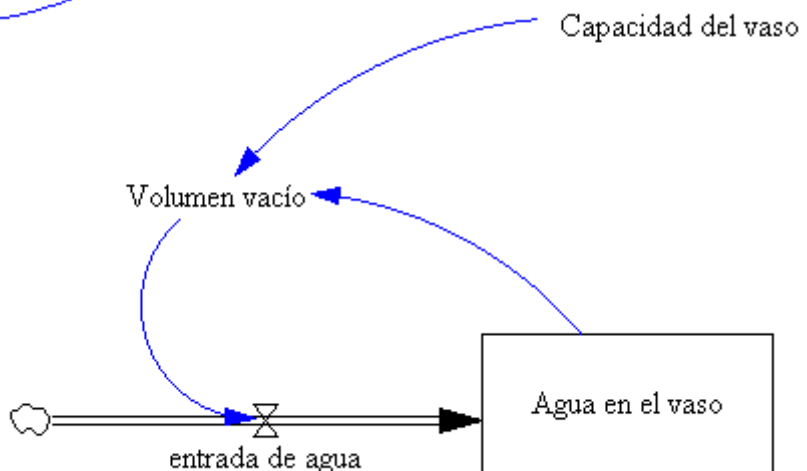 Capacidad del vaso
Volumen vacío
Agua en el vaso
entrada de agua